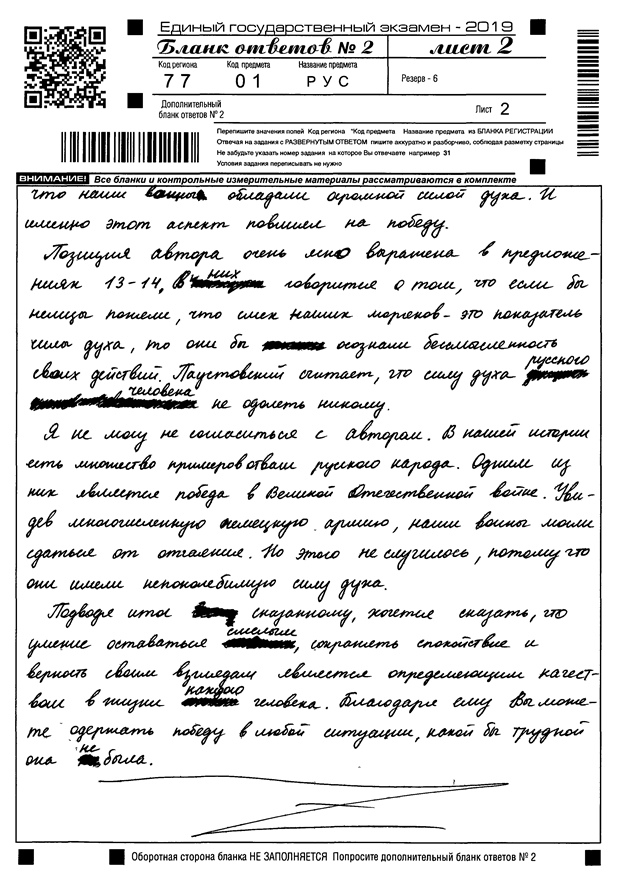 Единый государственный экзамен - 2019
Бланк ответов № 2 лист 2
Код региона Код предмета Название предмета
77 01 РУС
Резерв - 6
Дополнительный
бланк ответов № 2
Лист 2
Перепишите значения полей Код региона "Код предмета Название предмета из БЛАНКА РЕГИСТРАЦИИ
Отвечая на задания с РАЗВЕРНУТЫМ ОТВЕТОМ пишите аккуратно и разборчиво, соблюдая разметку страницы
Не забудьте указать номер задания на которое Вы отвечаете например 31
Условия задания переписывать не нужно
ВНИМАНИЕ! Все бланки и контрольные измерительные материалы рассматриваются в комплекте
что наши обладали огромной силой духа. И
именно этот аспект повлиял на победу.
Позиция автора очень ясно выражена в предложе-
ниях 13-14. В них говорится о том, что если бы
немцы поняли, что смех наших моряков - это показатель
силы духа, то они бы осознали бесмысленность
своих действий. Паустовский считает, что силу духа русского
человека не одолеть никому.
Я не могу не согласиться с автором. В нашей истории
есть множество примеров отваги русского народа. Одним из
них является победа в Великой Отечественной войне. Уви-
дев многочисленную немецкую армию, наши воины могли
сдаться от отчаяния. Но этого не случилось, потому что
они имели непоколебимую силу духа.
Подводя итог сказанному, хочется сказать, что
умение оставаться смелым, сохранять спокойствие и
верность своим взглядам является определяющим качест-
вом в жизни каждого человека. Благодаря ему Вы може-
те одержать победу в любой ситуации, какой бы трудной
она не была.
Оборотная сторона бланка НЕ ЗАПОЛНЯЕТСЯ Попросите дополнительный бланк ответов № 2